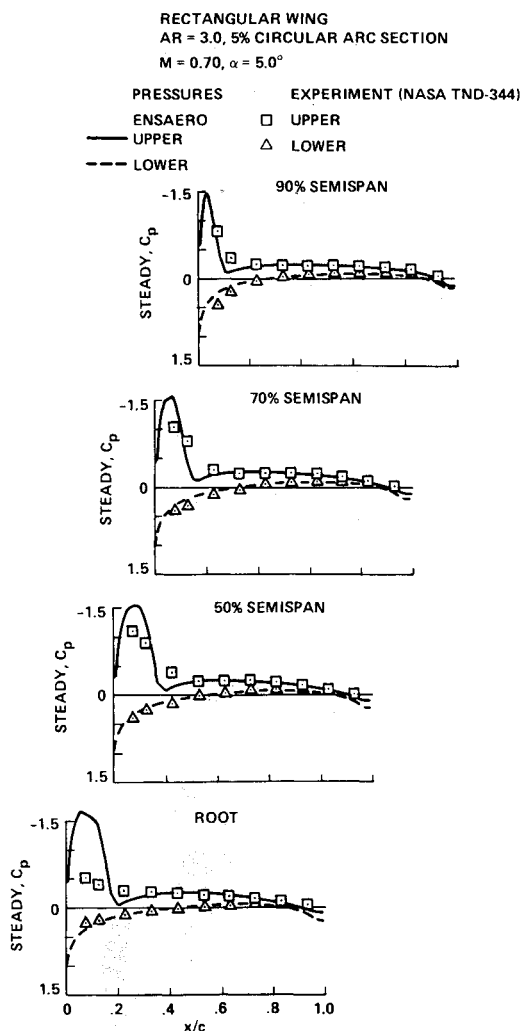 RECTANGULAR WING
AR = 3.0, 5% CIRCULAR ARC SECTION
M = 0.70, α = 5.0°
PRESSURES EXPERIMENT (NASA TND-344)
ENSAERO UPPER
UPPER LOWER
LOWER
90% SEMISPAN
-1.5
0
1.5
STEADY, Cp
70% SEMISPAN
-1.5
0
1.5
STEADY, Cp
50% SEMISPAN
-1.5
0
1.5
STEADY, Cp
ROOT
-1.5
0
1.5
STEADY, Cp
0 .2 .4 .6 .8 1.0
x/c